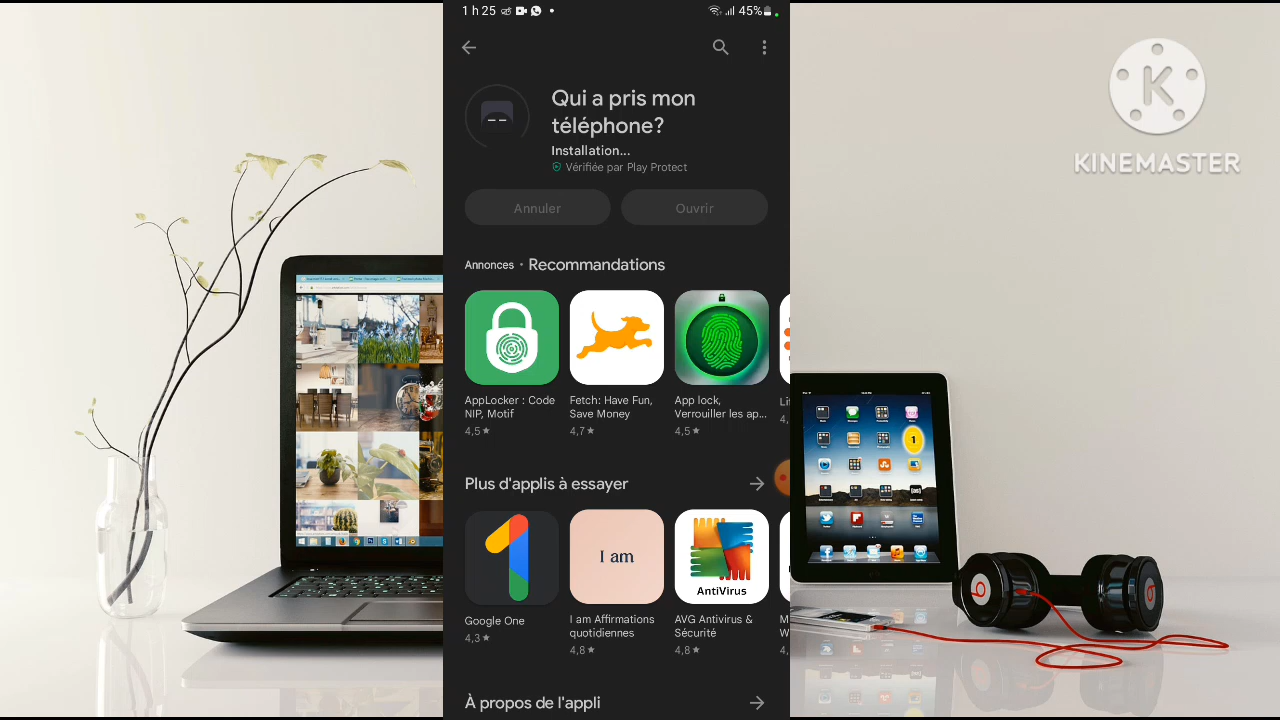 1 h 25
45%
KINEMASTER
Qui a pris mon
téléphone?
Installation...
Vérifiée par Play Protect
Annuler
Ouvrir
Annonces • Recommandations
AppLocker : Code
NIP, Motif
4,5★
Fetch: Have Fun,
Save Money
4,7★
App lock,
Verrouiller les ap...
4,5★
Plus d'applis à essayer
I am
AntiVirus
Google One
4,3★
I am Affirmations
quotidiennes
4,8★
AVG Antivirus &
Sécurité
4,8★
À propos de l'appli